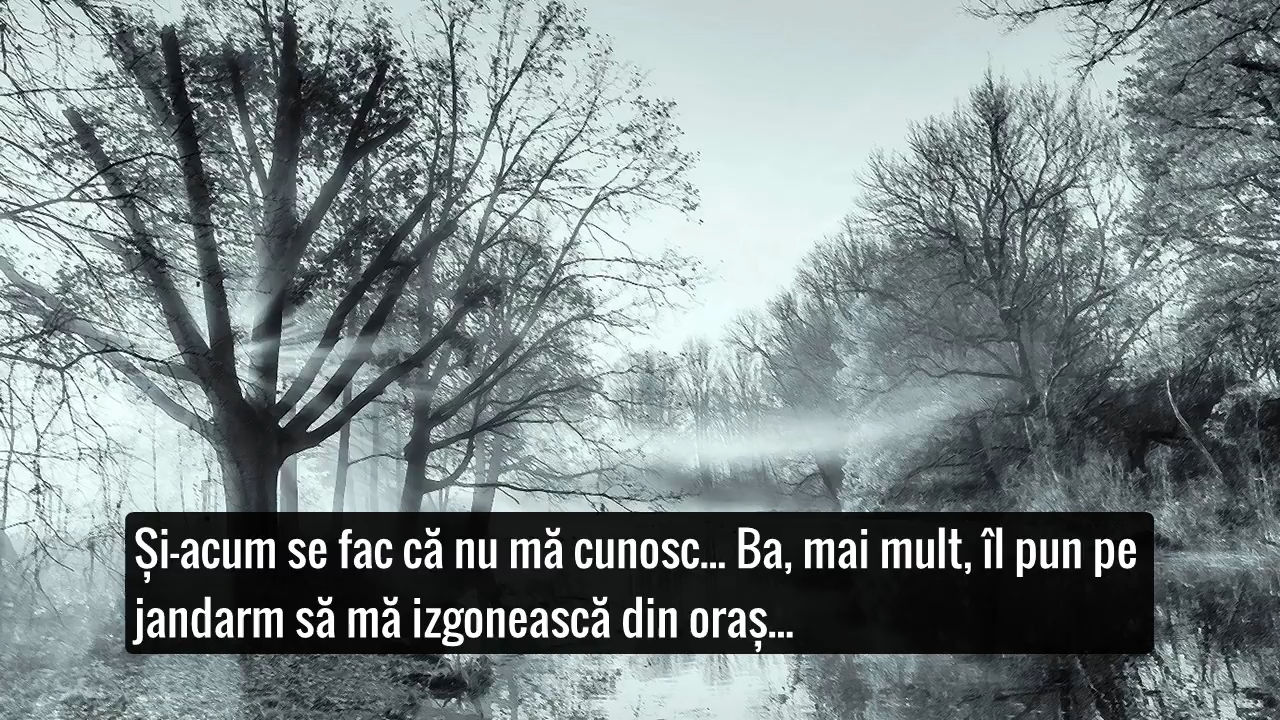 Și-acum se fac că nu mă cunosc... Ba, mai mult, îl pun pe
jandarm să mă izgonească din oraș...